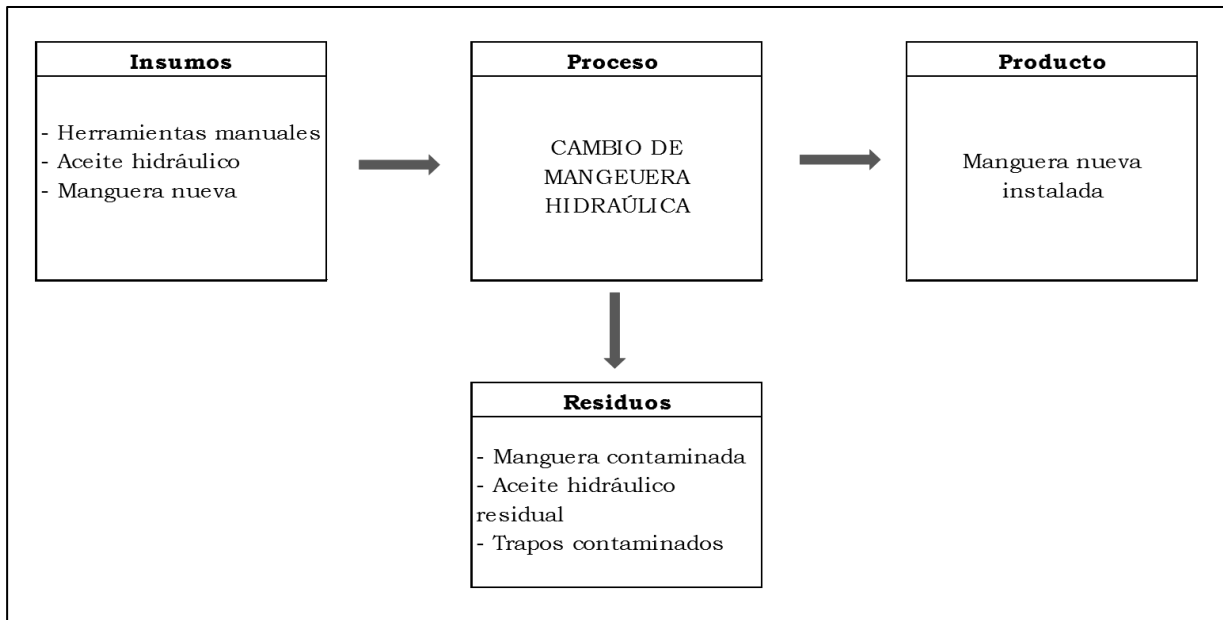 Insumos
- Herramientas manuales
- Aceite hidráulico
- Manguera nueva
Proceso
CAMBIO DE
MANGEUERA
HIDRAÚLICA
Producto
Manguera nueva
instalada
Residuos
- Manguera contaminada
- Aceite hidráulico
residual
- Trapos contaminados